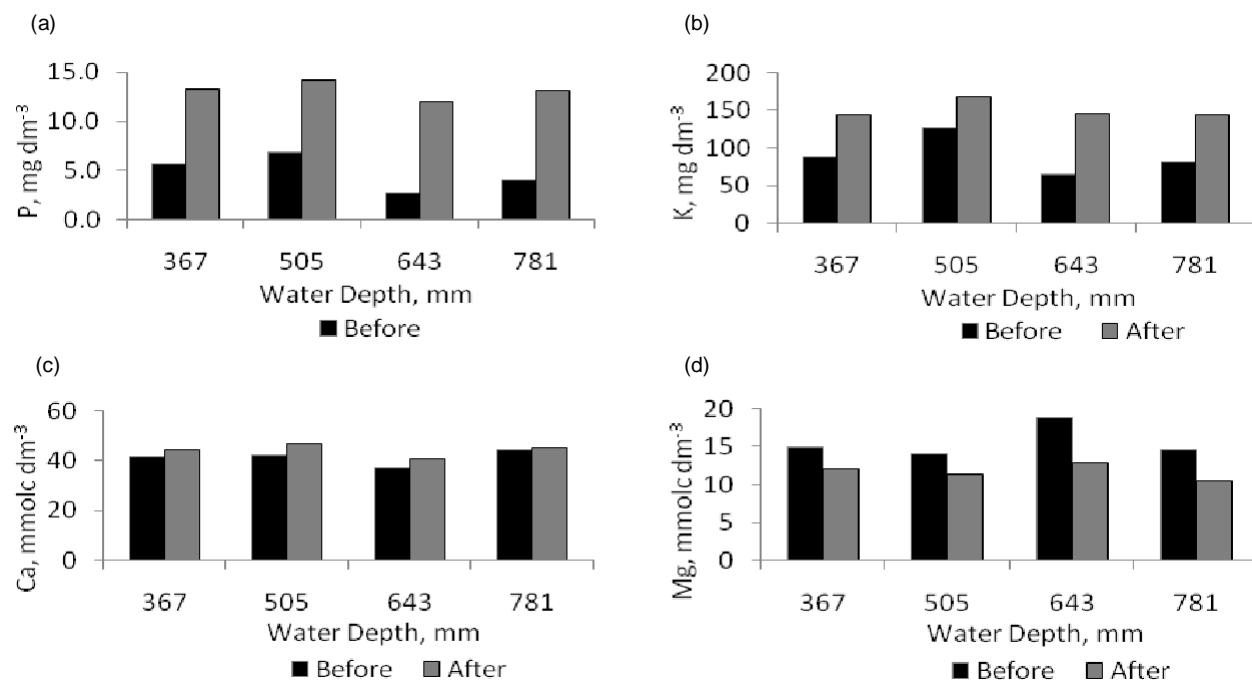 (a)
15.0
10.0
5.0
0.0
P, mg dm-3
367 505 643 781
Water Depth, mm
Before
(b)
200
150
100
50
0
K, mg dm-3
367 505 643 781
Water Depth, mm
Before After
(c)
60
40
20
0
Ca, mmolc dm-3
367 505 643 781
Water Depth, mm
Before After
(d)
20
15
10
5
0
Mg, mmolc dm-3
367 505 643 781
Water Depth, mm
Before After